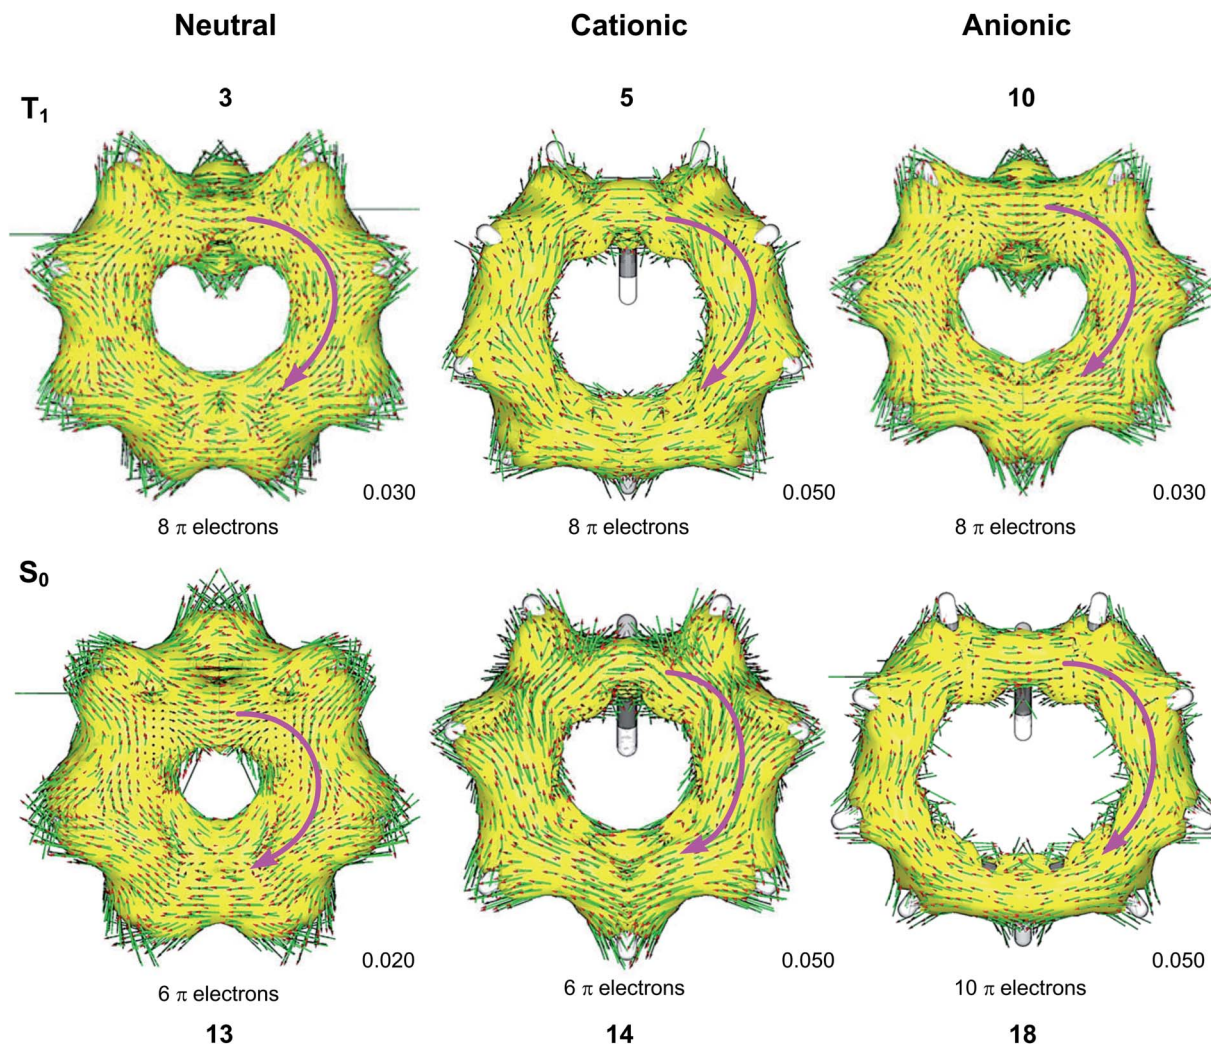 Neutral Cationic Anionic
T1 3 5 10
0.030 0.050 0.030
8 π electrons 8 π electrons 8 π electrons
S0
0.020 0.050 0.050
6 π electrons 6 π electrons 10 π electrons
13 14 18